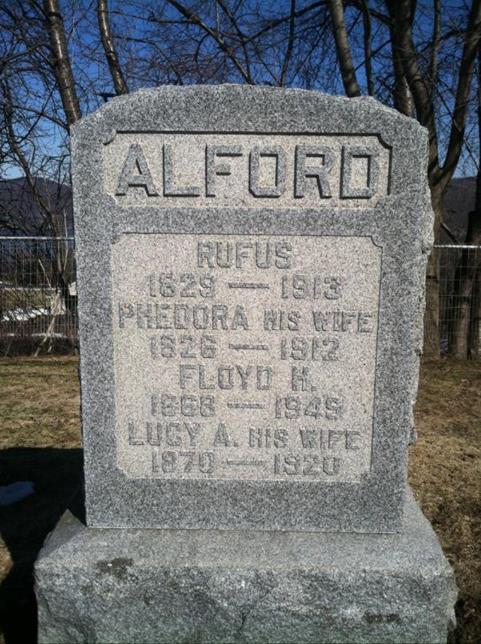 ALFORD
RUFUS
1829 — 1913
PHEDORA HIS WIFE
1826 — 1912
FLOYD H.
1868 — 1949
LUCY A. HIS WIFE
1870 — 1920